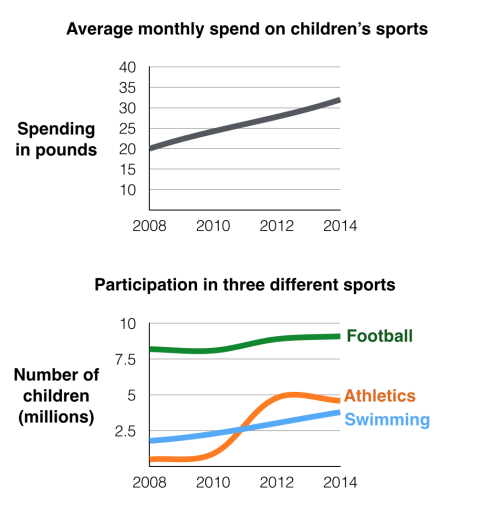 Average monthly spend on children's sports
40
35
30
25
20
15
10
Spending
in pounds
2008 2010 2012 2014
Participation in three different sports
10
7.5
5
2.5
Number of
children
(millions)
Football
Athletics
Swimming
2008 2010 2012 2014